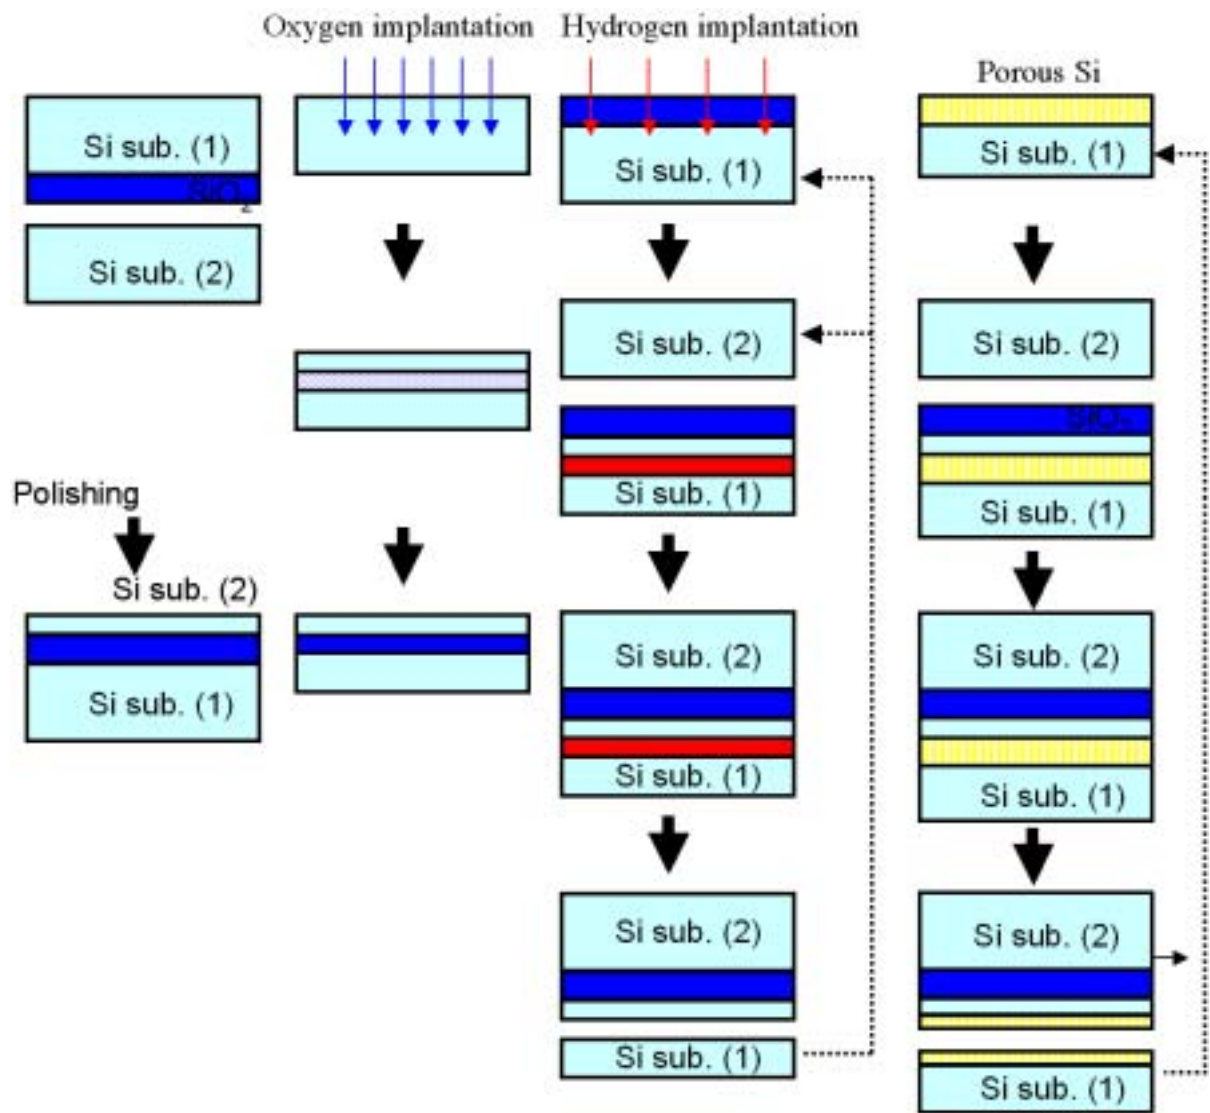 Oxygen implantation
Hydrogen implantation
Porous Si
Si sub. (1)
SiO2
Si sub. (2)
Polishing
Si sub. (2)
Si sub. (1)
Si sub. (1)
Si sub. (2)
Si sub. (1)
Si sub. (2)
Si sub. (1)
Si sub. (2)
Si sub. (1)
Si sub. (1)
Si sub. (2)
SiO2
Si sub. (1)
Si sub. (2)
Si sub. (1)
Si sub. (2)
Si sub. (1)